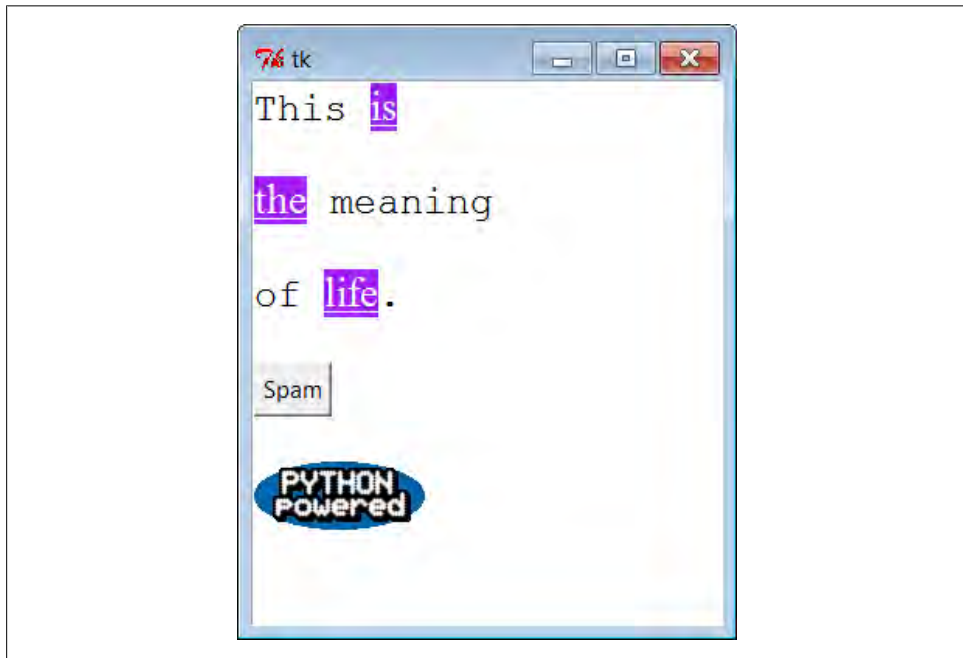 tk
This is
the meaning
of life.
Spam
PYTHON
Powered